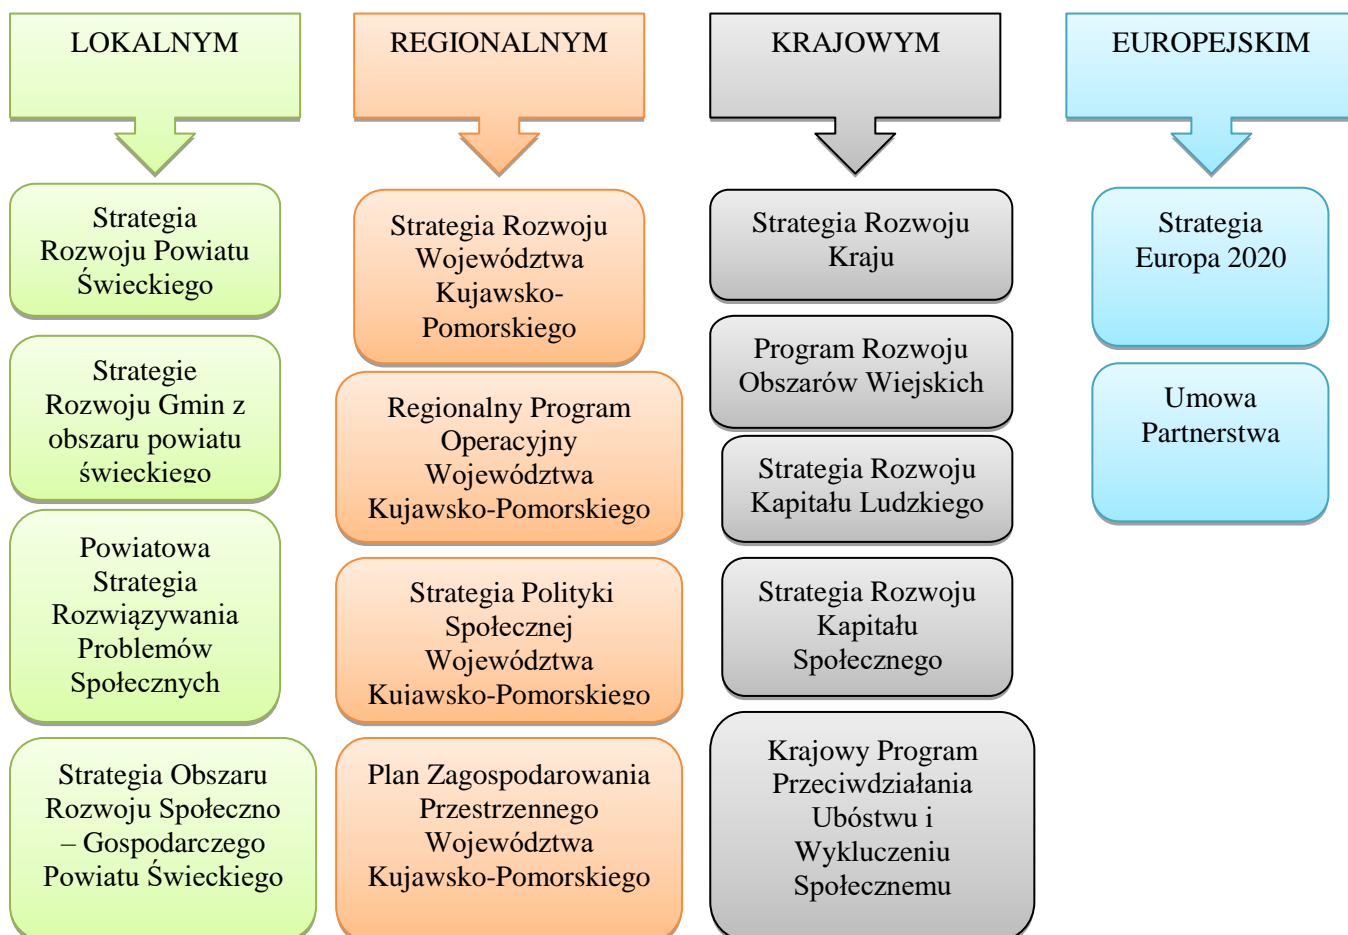 LOKALNYM
Strategia
Rozwoju Powiatu
Świeckiego
Strategie
Rozwoju Gmin z
obszaru powiatu
świeckiego
Powiatowa
Strategia
Rozwiązywania
Problemów
Społecznych
Strategia Obszaru
Rozwoju Społeczno
– Gospodarczego
Powiatu Świeckiego
REGIONALNYM
Strategia Rozwoju
Województwa
Kujawsko-
Pomorskiego
Regionalny Program
Operacyjny
Województwa
Kujawsko-Pomorskiego
Strategia Polityki
Społecznej
Województwa
Kujawsko-Pomorskiego
Plan Zagospodarowania
Przestrzennego
Województwa
Kujawsko-Pomorskiego
KRAJOWYM
Strategia Rozwoju
Kraju
Program Rozwoju
Obszarów Wiejskich
Strategia Rozwoju
Kapitału Ludzkiego
Strategia Rozwoju
Kapitału
Społecznego
Krajowy Program
Przeciwdziałania
Ubóstwu i
Wykluczeniu
Społecznemu
EUROPEJSKIM
Strategia
Europa 2020
Umowa
Partnerstwa